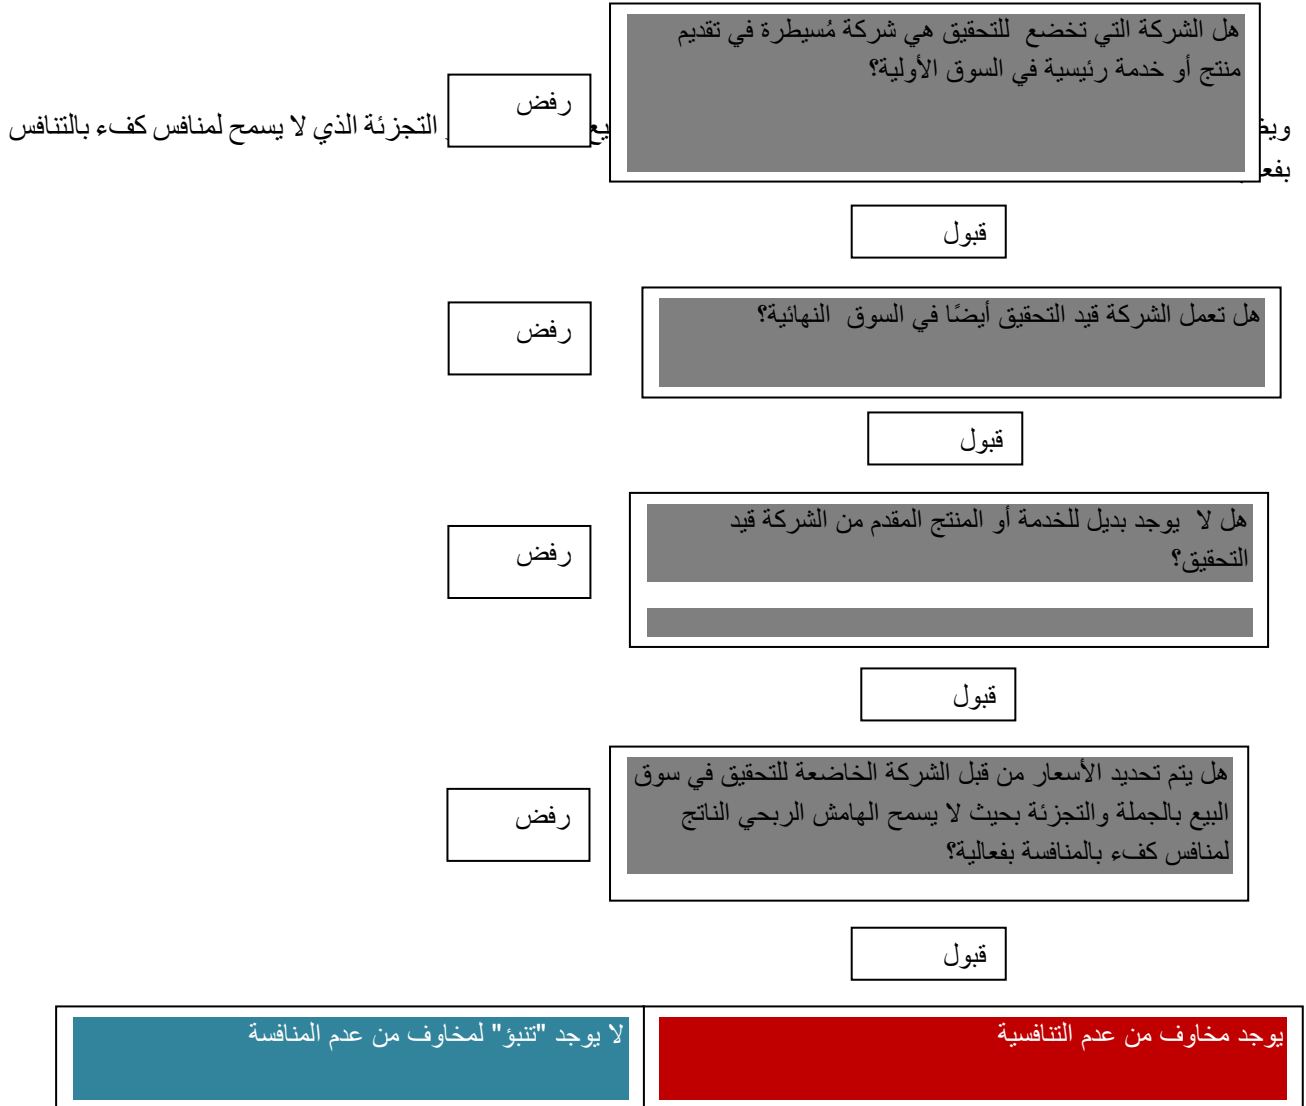 هل الشركة التي تخضع للتحقيق هي شركة مُسيطرة في تقديم
منتج أو خدمة رئيسية في السوق الأولية؟
رفض
التجزئة الذي لا يسمح لمنافس كفء بالتنافس
قبول
هل تعمل الشركة قيد التحقيق أيضًا في السوق النهائية؟
رفض
قبول
هل لا يوجد بديل للخدمة أو المنتج المقدم من الشركة قيد
التحقيق؟
رفض
قبول
هل يتم تحديد الأسعار من قبل الشركة الخاضعة للتحقيق في سوق
البيع بالجملة والتجزئة بحيث لا يسمح الهامش الربحي الناتج
لمنافس كفء بالمنافسة بفعالية؟
رفض
قبول
يوجد مخاوف من عدم التنافسية
لا يوجد "تنبؤ" لمخاوف من عدم المنافسة